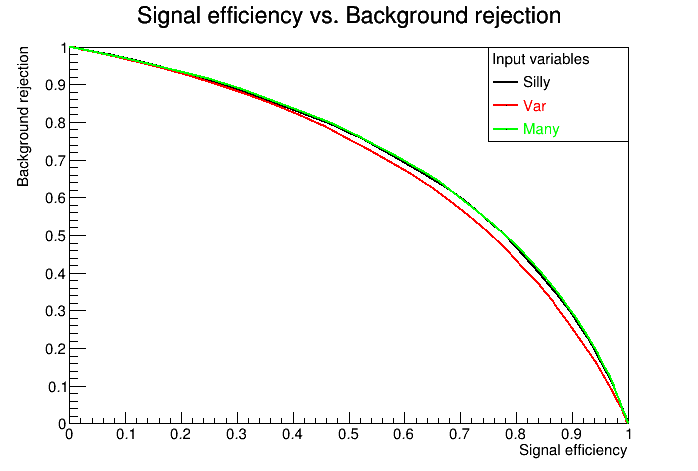 Signal efficiency vs. Background rejection
Background rejection
1
0.9
0.8
0.7
0.6
0.5
0.4
0.3
0.2
0.1
0
Input variables
Silly
Var
Many
0 0.1 0.2 0.3 0.4 0.5 0.6 0.7 0.8 0.9 1
Signal efficiency